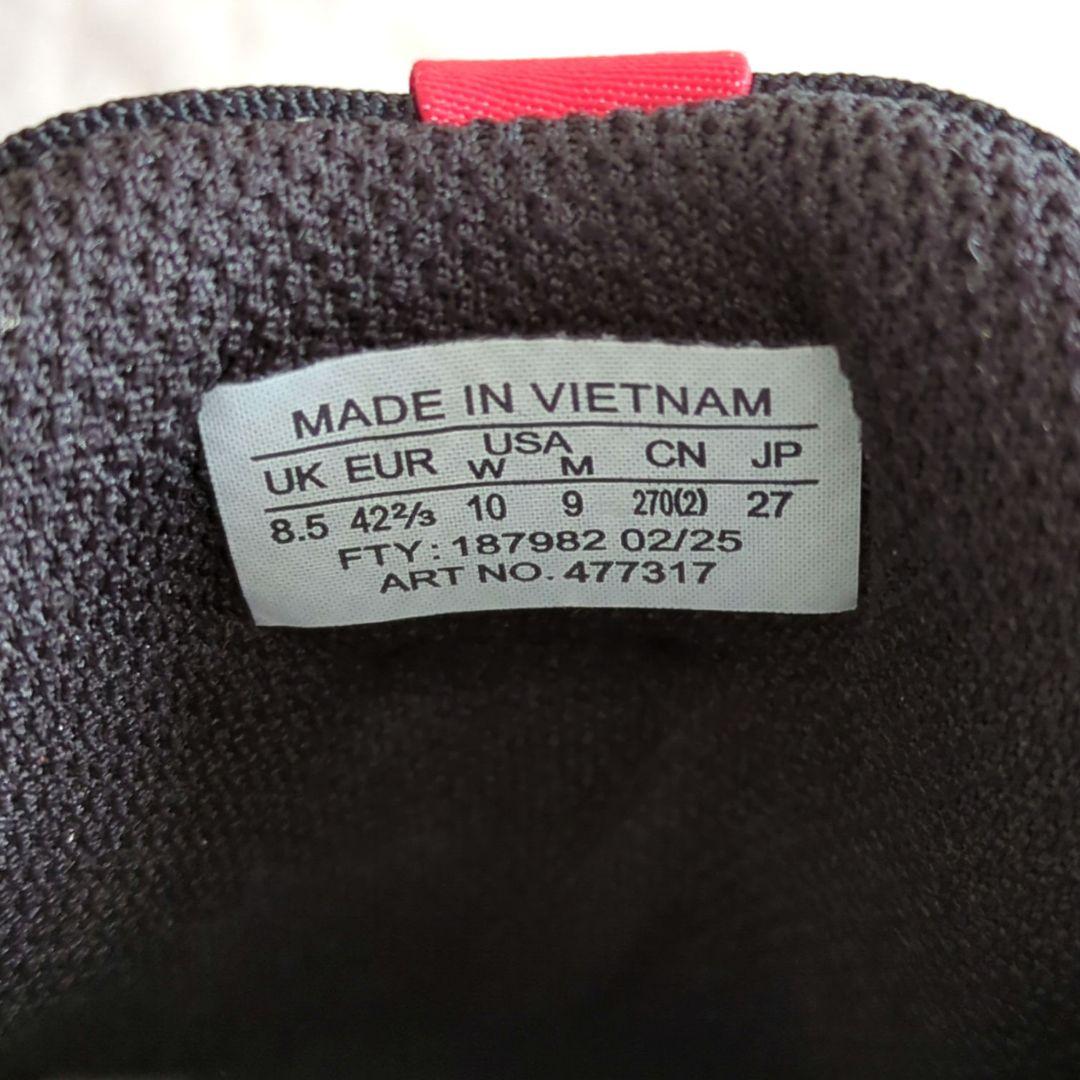 MADE IN VIETNAM
UK EUR USA W M CN JP
8.5 42⅔ 10 9 270(2) 27
FTY: 187982 02/25
ART NO. 477317